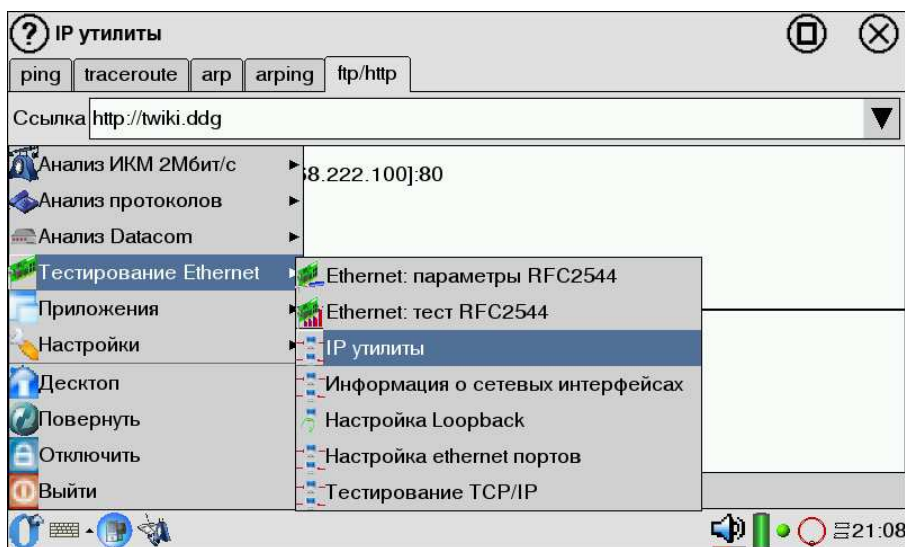 IP утилиты
ping traceroute arp arping ftp/http
Ссылка http://twiki.ddg
Анализ ИКМ 2Мбит/с
8.222.100]:80
Анализ протоколов
Анализ Datacom
Тестирование Ethernet
Приложения
Настройки
Десктоп
Повернуть
Отключить
Выйти
Ethernet: параметры RFC2544
Ethernet: тест RFC2544
IP утилиты
Информация о сетевых интерфейсах
Настройка Loopback
Настройка ethernet портов
Тестирование TCP/IP
21:08